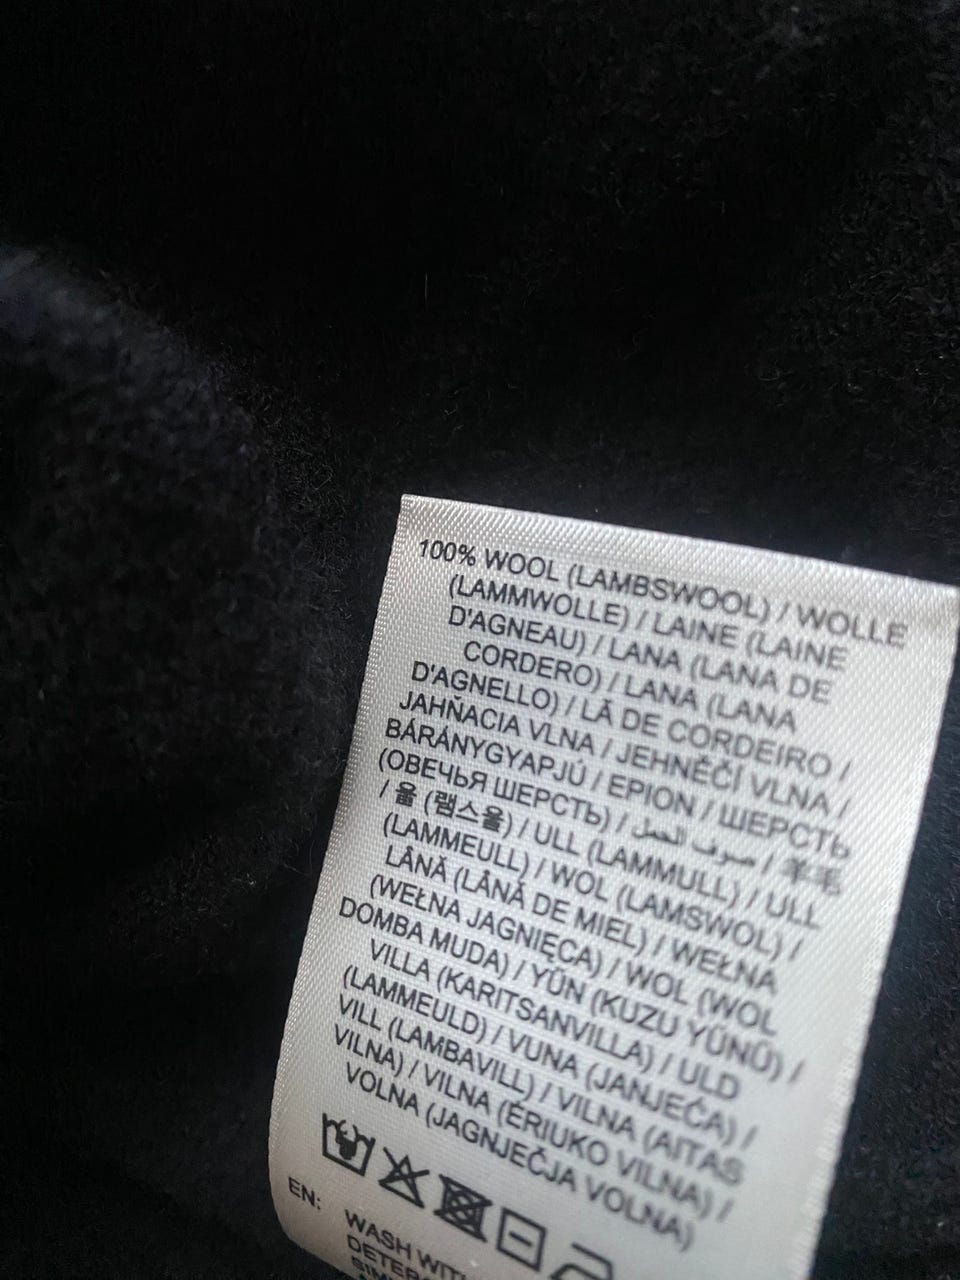 100% WOOL (LAMBSWOOL) / WOLLE
(LAMMWOLLE) / LAINE (LAINE
D'AGNEAU) / LANA (LANA DE
CORDERO) / LANA (LANA
D'AGNELLO) / LÃ DE CORDEIRO /
JAHŇACIA VLNA / JEHNĚČÍ VLNA /
BÁRÁNYGYAPJÚ / EPION / ШЕРСТЬ
(ОВЕЧЬЯ ШЕРСТЬ) / صوف الحمل / 羊毛
/ 울 (램스울) / ULL (LAMMULL) / ULL
(LAMMEULL) / WOL (LAMSWOL) /
LÂNĂ (LÂNĂ DE MIEL) / WEŁNA
(WEŁNA JAGNIĘCA) / WOL (WOL
DOMBA MUDA) / YÜN (KUZU YÜNÜ) /
VILLA (KARITSANVILLA) / ULD
(LAMMEULD) / VUNA (JANJEĆA) /
VILL (LAMBAVILL) / VILNA (AITAS
VILNA) / VILNA (ĒRIUKO VILNA) /
VOLNA (JAGNJEČJA VOLNA)
EN:
WASH WITH